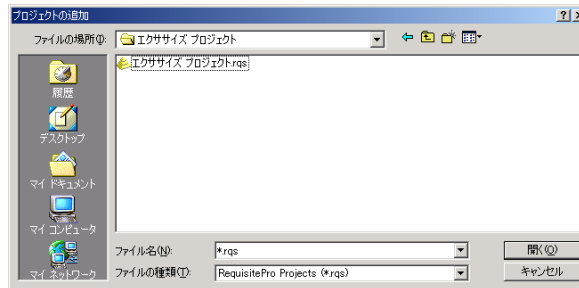 プロジェクトの追加
ファイルの場所(I):
エクササイズ プロジェクト
エクササイズ プロジェクト.rqs
履歴
デスクトップ
マイ ドキュメント
マイ コンピュータ
マイ ネットワーク
ファイル名(N):
*.rqs
開く(O)
ファイルの種類(T):
RequisitePro Projects (*.rqs)
キャンセル